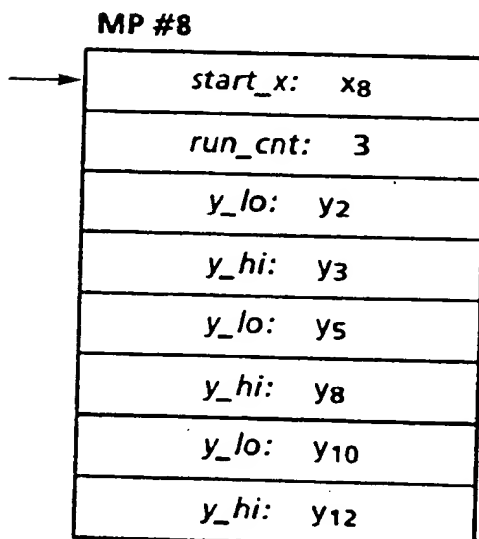 MP #8
start_x: x8
run_cnt: 3
y_lo: y2
y_hi: y3
y_lo: y5
y_hi: y8
y_lo: y10
y_hi: y12